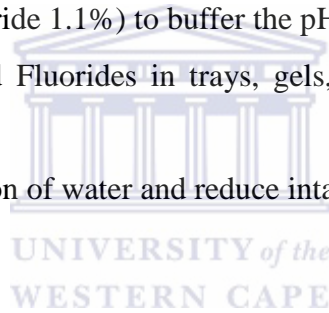 ride 1.1%) to buffer the pH
l Fluorides in trays, gels,
on of water and reduce inta
UNIVERSITY of the
WESTERN CAPE